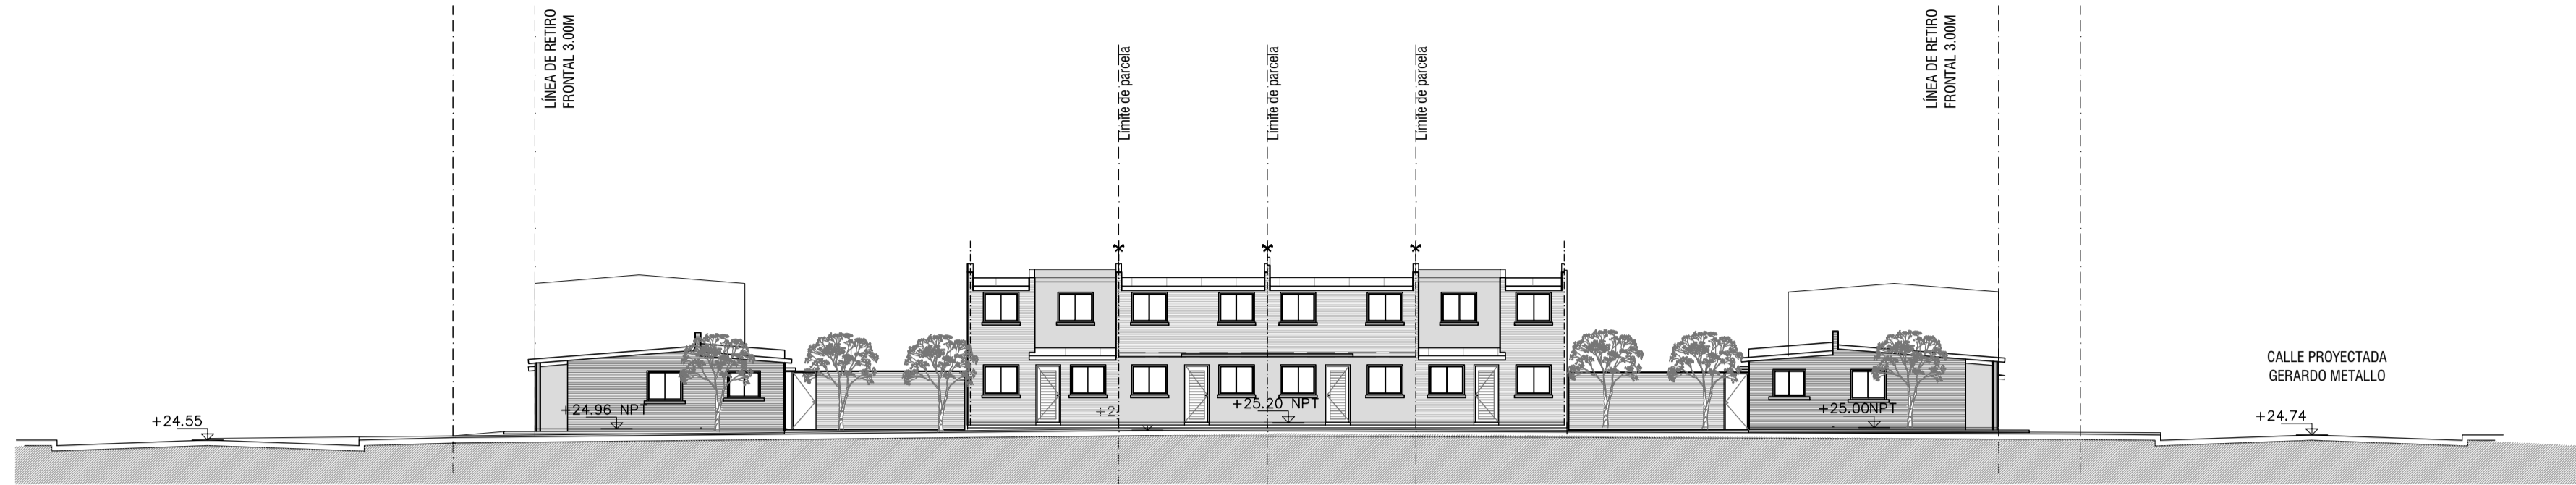 LÍNEA DE RETIRO
FRONTAL 3.00M
Límite de parcela
Límite de parcela
Límite de parcela
LÍNEA DE RETIRO
FRONTAL 3.00M
*
*
*
CALLE PROYECTADA
GERARDO METALLO
+24.55
+24.96 NPT
+25.20 NPT
+25.00NPT
+24.74